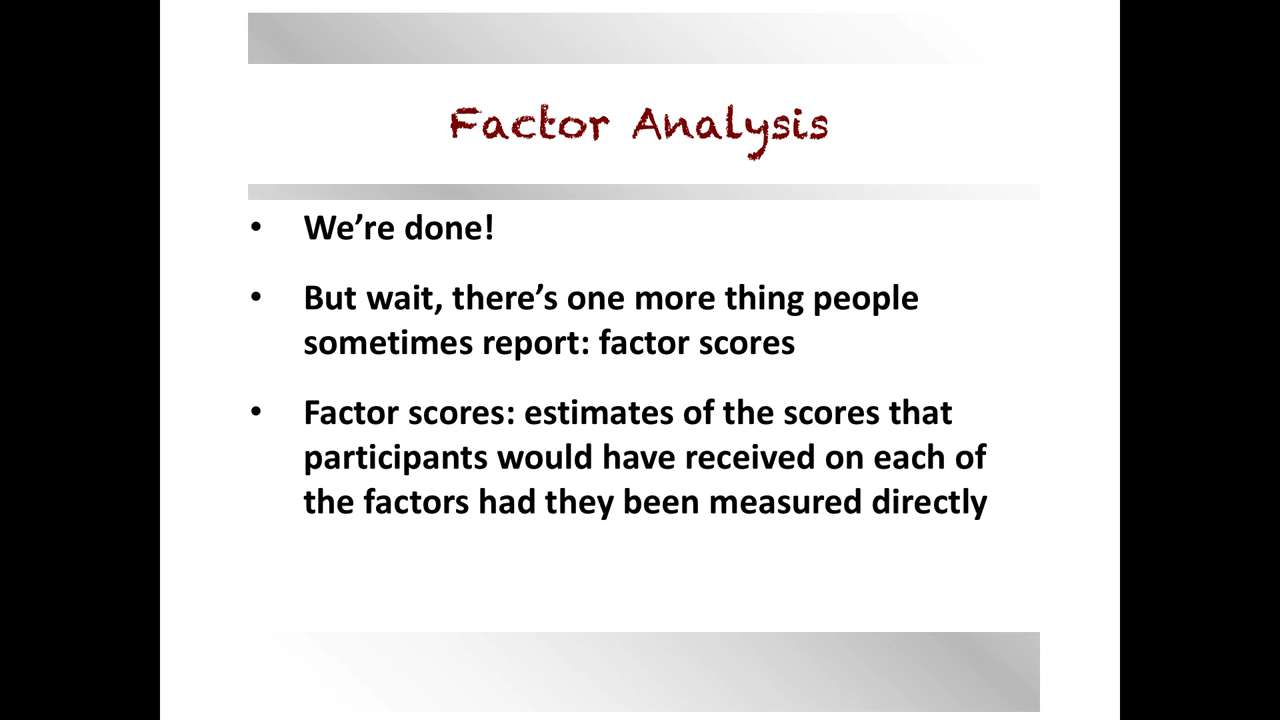 Factor Analysis
• We’re done!
• But wait, there’s one more thing people
sometimes report: factor scores
• Factor scores: estimates of the scores that
participants would have received on each of
the factors had they been measured directly